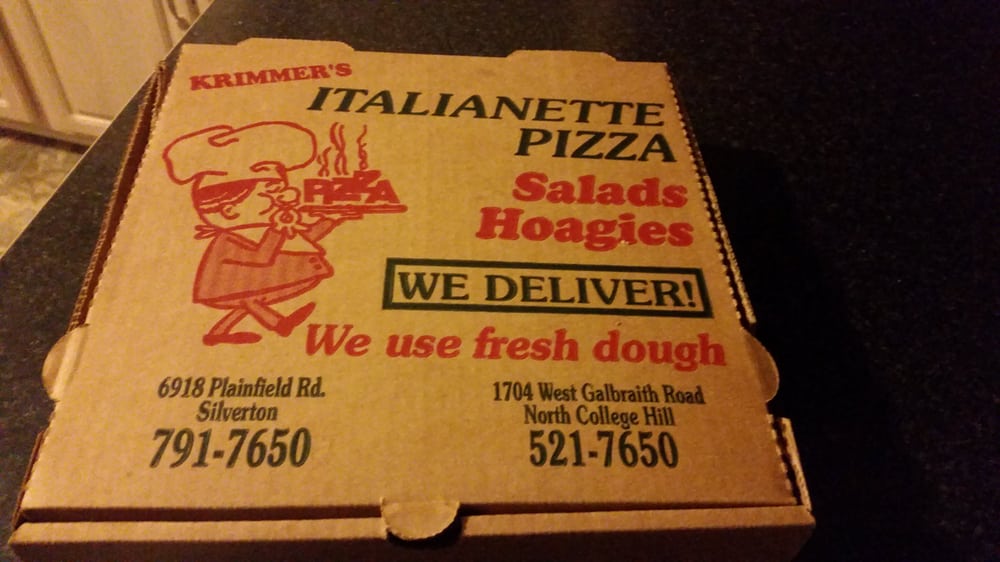 KRIMMER'S
ITALIANETTE
PIZZA
PIZZA
Salads
Hoagies
WE DELIVER!
We use fresh dough
6918 Plainfield Rd.
Silverton
791-7650
1704 West Galbraith Road
North College Hill
521-7650